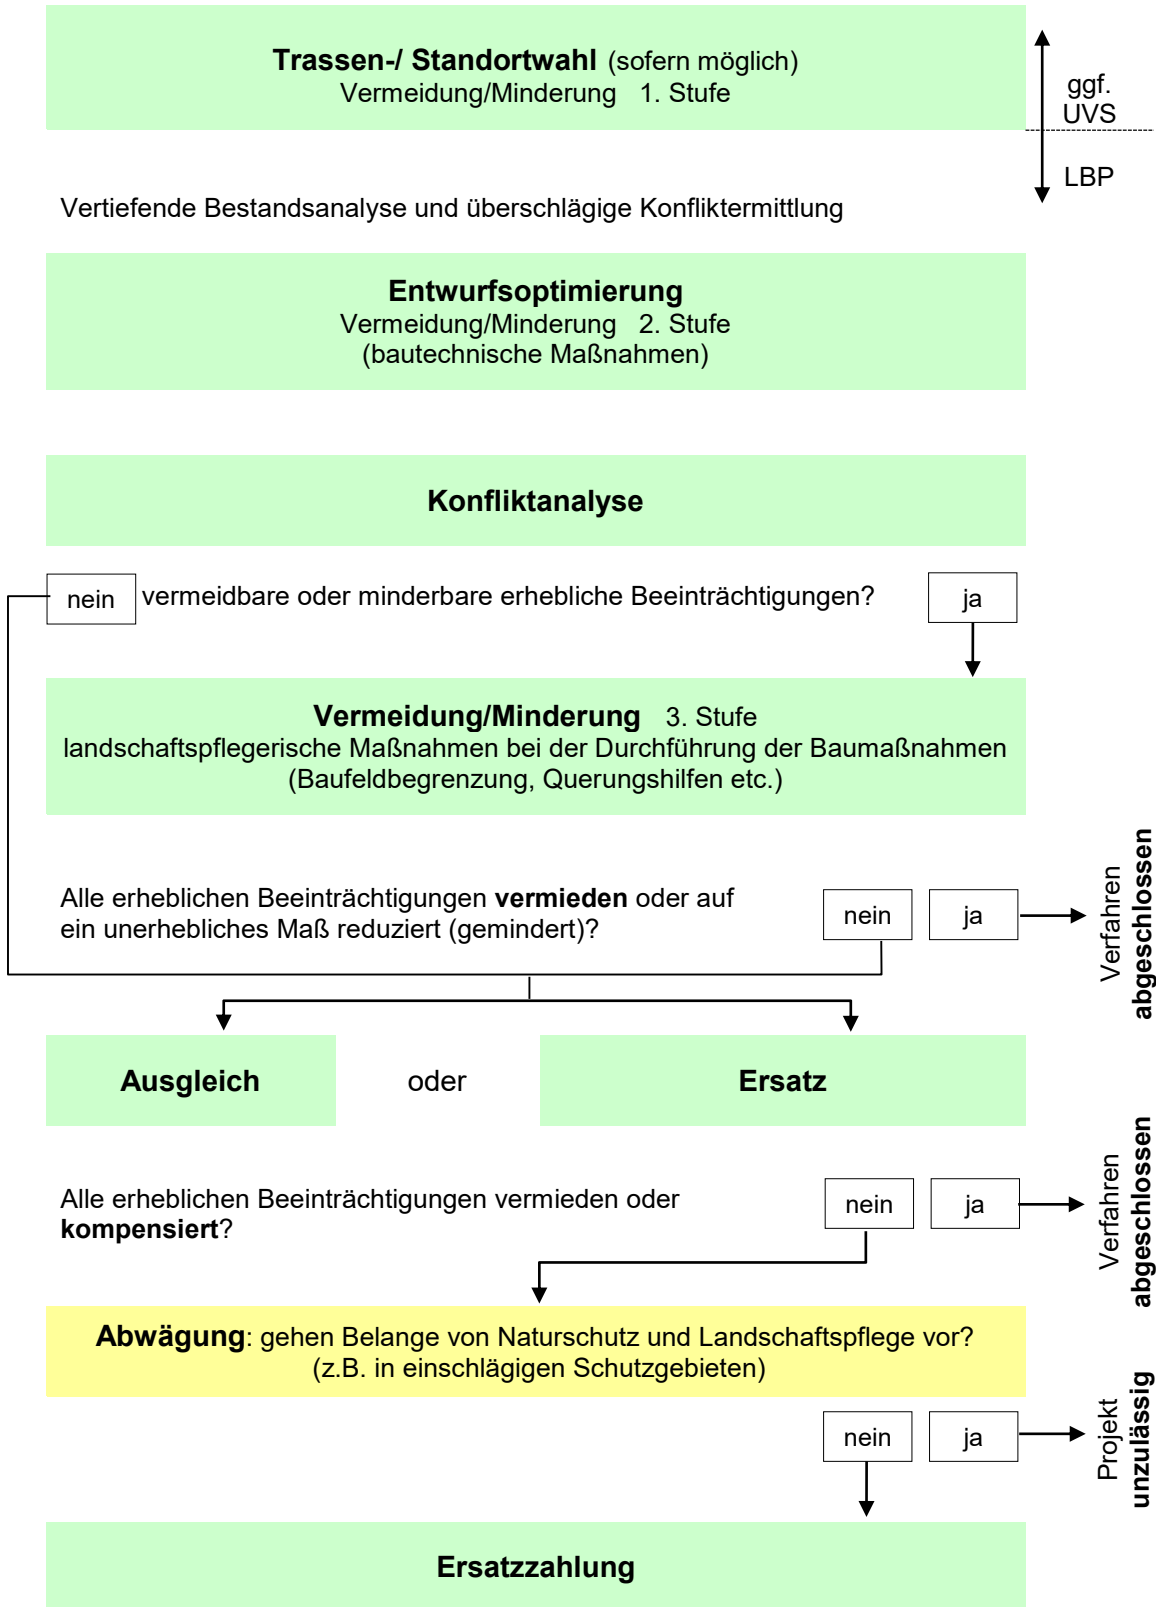 Trassen-/ Standortwahl (sofern möglich)
Vermeidung/Minderung 1. Stufe
ggf.
UVS
LBP
Vertiefende Bestandsanalyse und überschlägige Konfliktermittlung
Entwurfsoptimierung
Vermeidung/Minderung 2. Stufe
(bautechnische Maßnahmen)
Konfliktanalyse
nein vermeidbare oder minderbare erhebliche Beeinträchtigungen? ja
Vermeidung/Minderung 3. Stufe
landschaftspflegerische Maßnahmen bei der Durchführung der Baumaßnahmen
(Baufeldbegrenzung, Querungshilfen etc.)
Alle erheblichen Beeinträchtigungen vermieden oder auf
ein unerhebliches Maß reduziert (gemindert)?
nein ja
Verfahren
abgeschlossen
Ausgleich oder Ersatz
Alle erheblichen Beeinträchtigungen vermieden oder
kompensiert?
nein ja
Verfahren
abgeschlossen
Abwägung: gehen Belange von Naturschutz und Landschaftspflege vor?
(z.B. in einschlägigen Schutzgebieten)
nein ja
Projekt
unzulässig
Ersatzzahlung